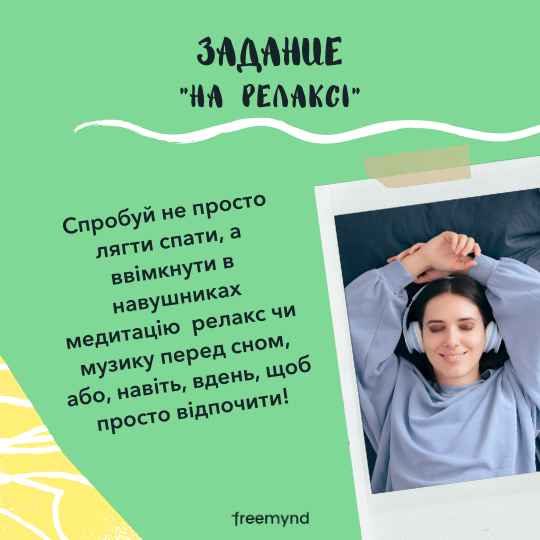 ЗАДАНИЕ
"НА РЕЛАКСІ"
Спробуй не просто
лягти спати, а
ввімкнути в
навушниках
медитацію релакс чи
музику перед сном,
або, навіть, вдень, щоб
просто відпочити!
freemynd